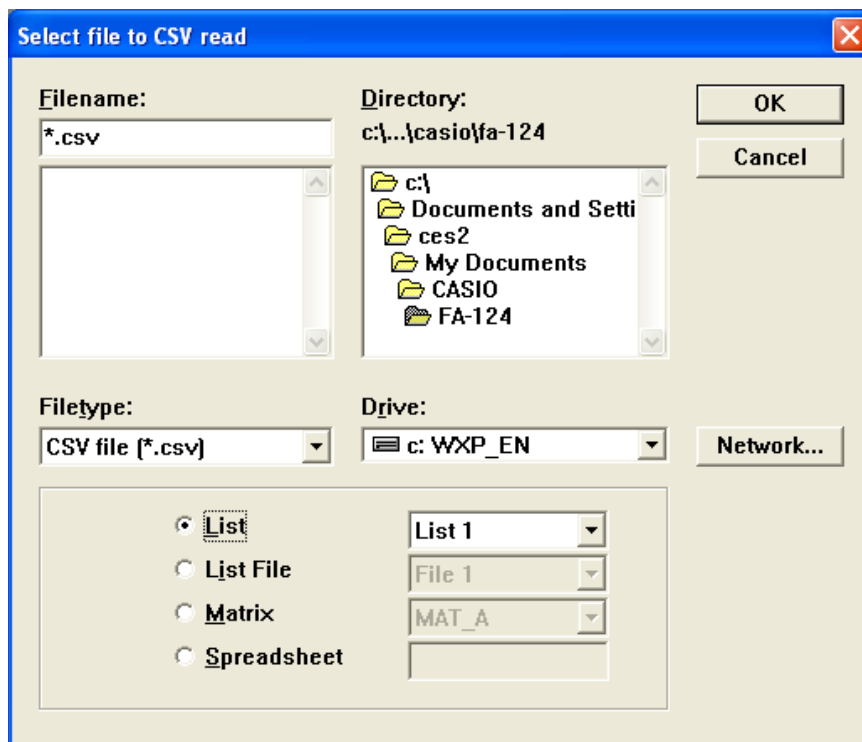 Select file to CSV read
Filename:
*.csv
Directory:
c:\...\casio\fa-124
c:\
Documents and Setti
ces2
My Documents
CASIO
FA-124
OK
Cancel
Filetype:
CSV file (*.csv)
Drive:
c: WXP_EN
Network...
List
List 1
List File
File 1
Matrix
MAT_A
Spreadsheet